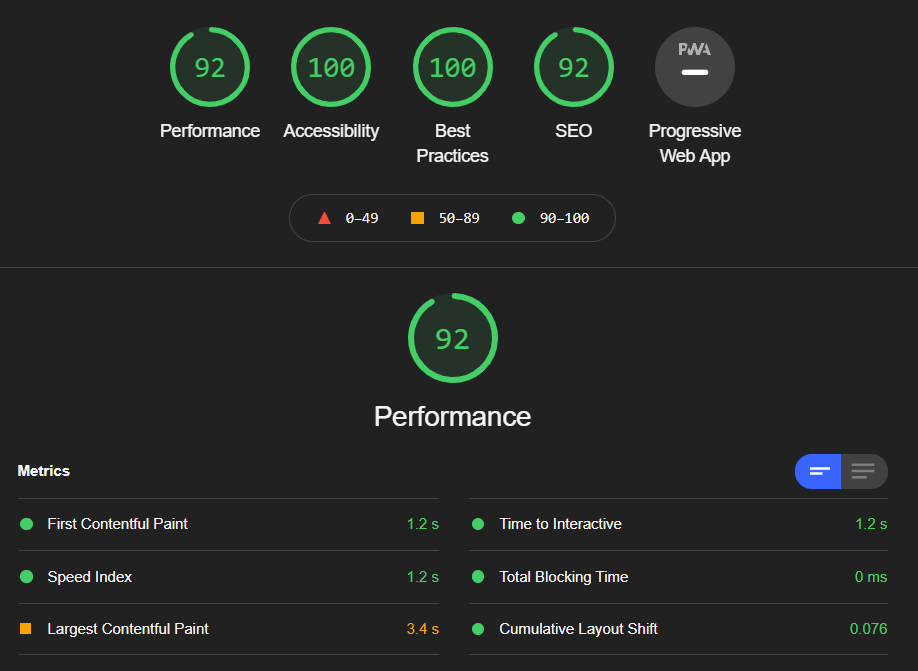 92 100 100 92 PWA
Performance Accessibility Best Practices SEO Progressive Web App
0–49 50–89 90–100
92
Performance
Metrics
First Contentful Paint 1.2 s
Time to Interactive 1.2 s
Speed Index 1.2 s
Total Blocking Time 0 ms
Largest Contentful Paint 3.4 s
Cumulative Layout Shift 0.076